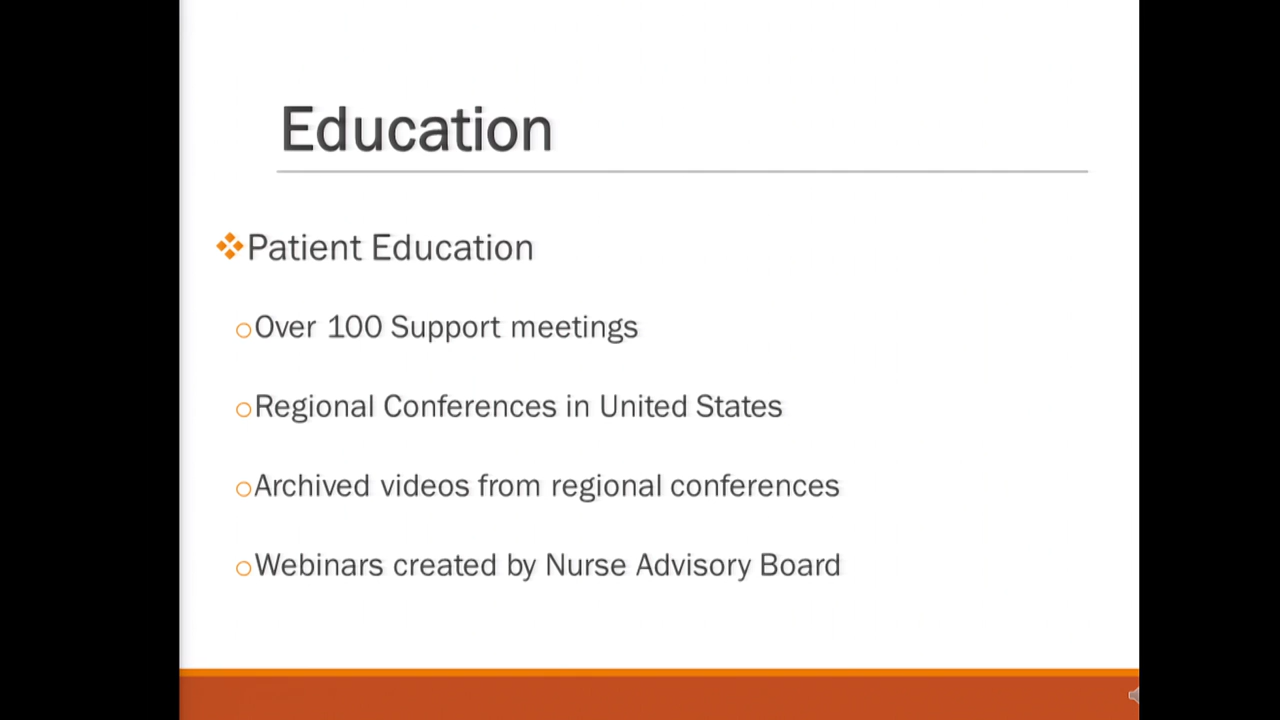 Education
Patient Education
Over 100 Support meetings
Regional Conferences in United States
Archived videos from regional conferences
Webinars created by Nurse Advisory Board